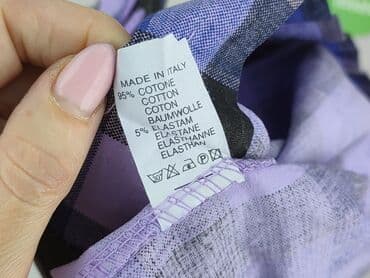 MADE IN ITALY
95% COTONE
COTTON
COTON
BAUMWOLLE
5% ELASTAM
ELASTANE
ELASTHANNE
ELASTHAN